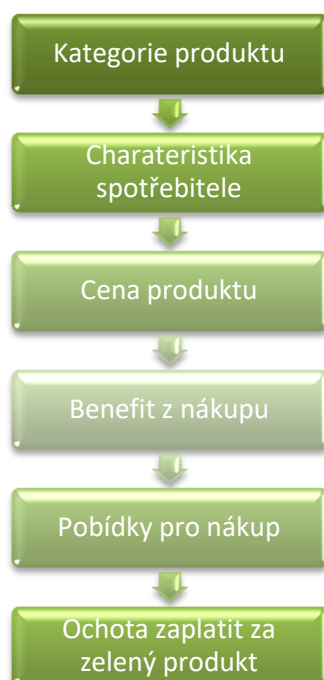 Kategorie produktu
Charateristika
spotřebitele
Cena produktu
Benefit z nákupu
Pobídky pro nákup
Ochota zaplatit za
zelený produkt